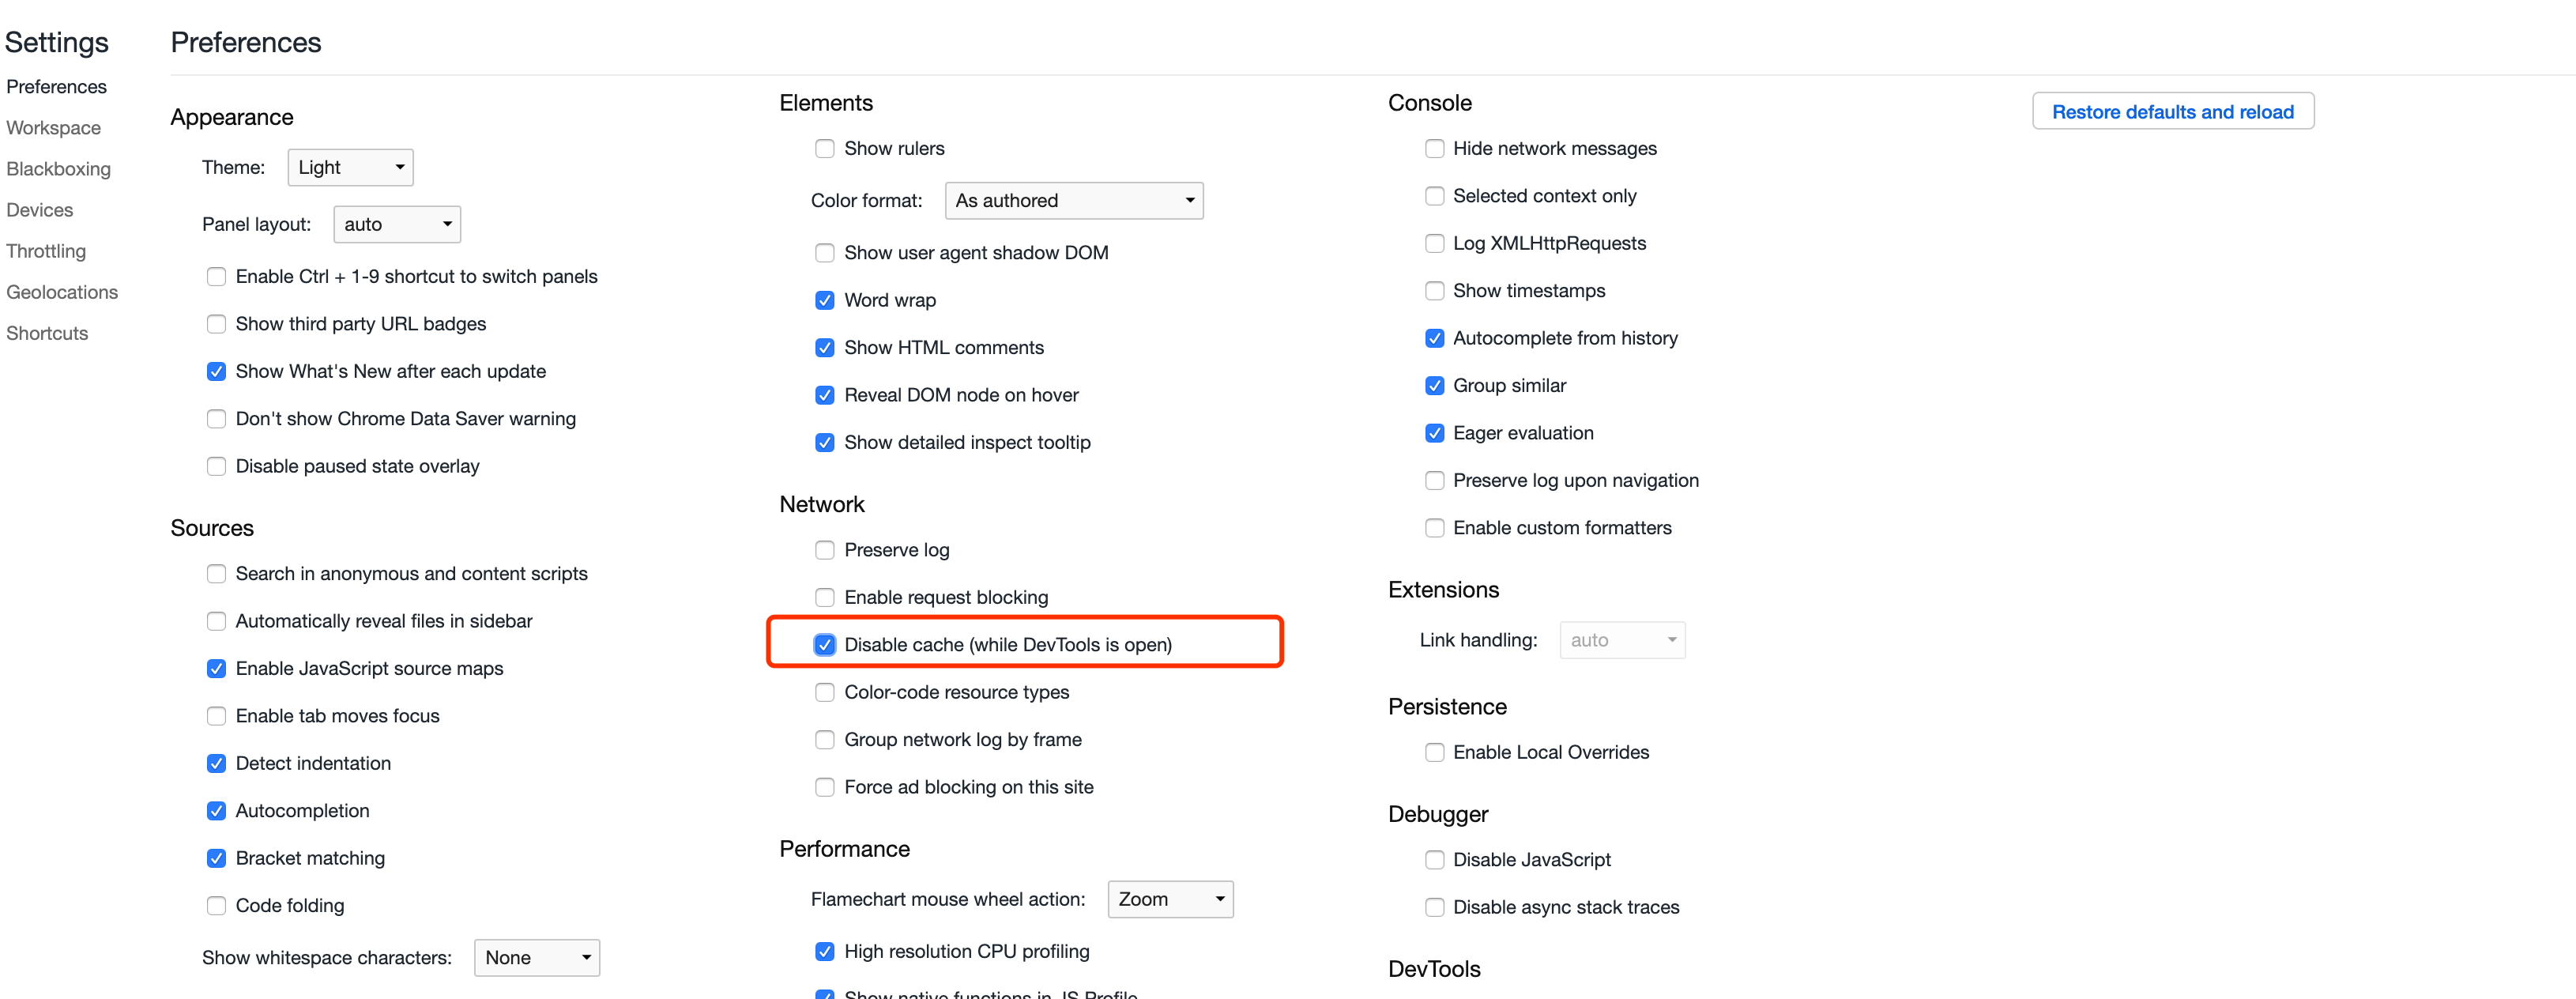 Settings
Preferences
Workspace
Blackboxing
Devices
Throttling
Geolocations
Shortcuts
Preferences
Appearance
Theme: Light
Panel layout: auto
Enable Ctrl + 1-9 shortcut to switch panels
Show third party URL badges
Show What's New after each update
Don't show Chrome Data Saver warning
Disable paused state overlay
Sources
Search in anonymous and content scripts
Automatically reveal files in sidebar
Enable JavaScript source maps
Enable tab moves focus
Detect indentation
Autocompletion
Bracket matching
Code folding
Show whitespace characters: None
Elements
Show rulers
Color format: As authored
Show user agent shadow DOM
Word wrap
Show HTML comments
Reveal DOM node on hover
Show detailed inspect tooltip
Network
Preserve log
Enable request blocking
Disable cache (while DevTools is open)
Color-code resource types
Group network log by frame
Force ad blocking on this site
Performance
Flamechart mouse wheel action: Zoom
High resolution CPU profiling
Show native functions in JS Profile
Console
Hide network messages
Selected context only
Log XMLHttpRequests
Show timestamps
Autocomplete from history
Group similar
Eager evaluation
Preserve log upon navigation
Enable custom formatters
Extensions
Link handling: auto
Persistence
Enable Local Overrides
Debugger
Disable JavaScript
Disable async stack traces
DevTools
Restore defaults and reload